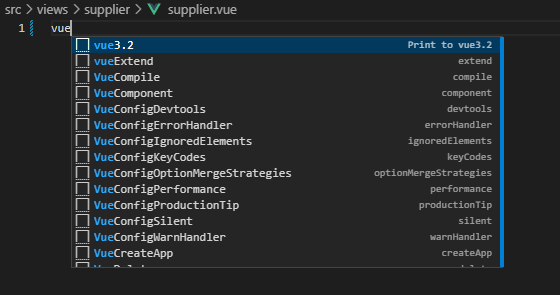 src > views > supplier > supplier.vue
1 vue
vue3.2 Print to vue3.2
vueExtend extend
VueCompile compile
VueComponent component
VueConfigDevtools devtools
VueConfigErrorHandler errorHandler
VueConfigIgnoredElements ignoredElements
VueConfigKeyCodes keyCodes
VueConfigOptionMergeStrategies optionMergeStrategies
VueConfigPerformance performance
VueConfigProductionTip productionTip
VueConfigSilent silent
VueConfigWarnHandler warnHandler
VueCreateApp createApp